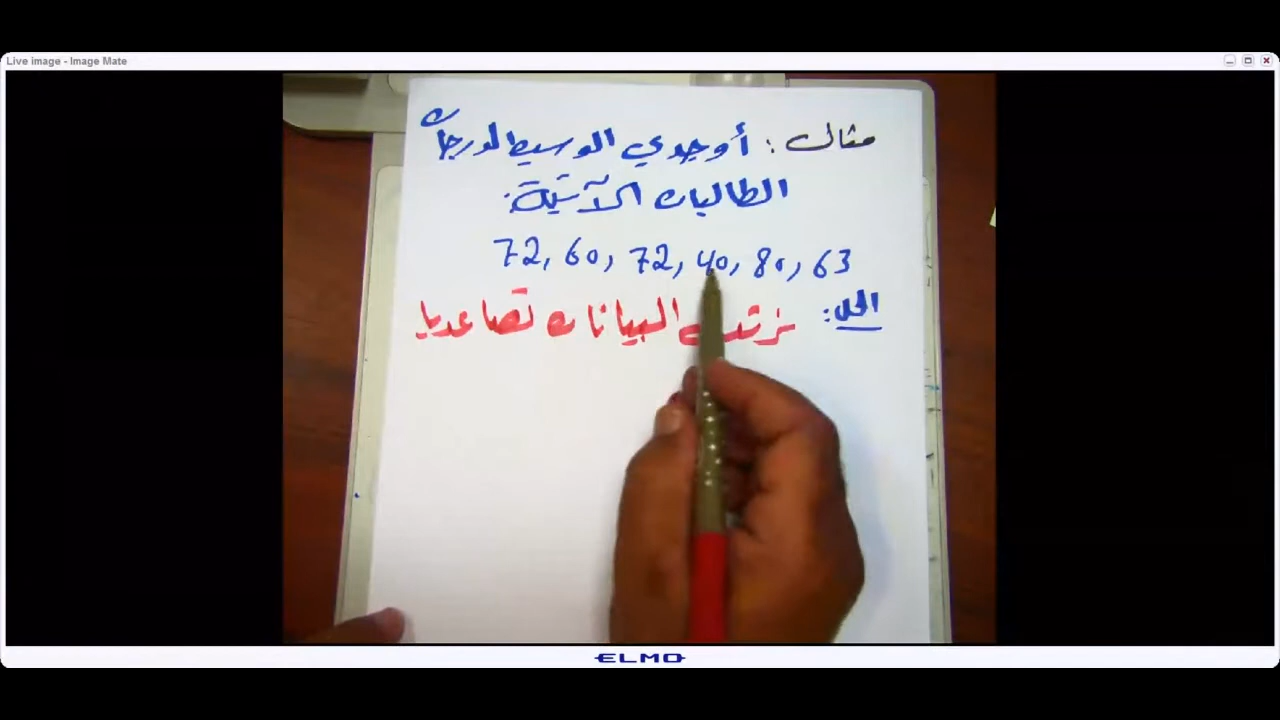 Live image - Image Mate
مثال : أوجدي الوسيط لدرجات
الطالبات الآتية:
72, 60, 72, 40, 80, 63
الحل :
نرتب البيانات تصاعديا
ELMO